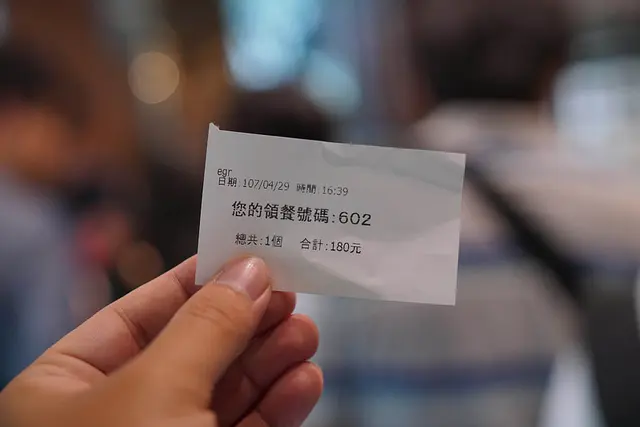 egr
日期:107/04/29 時間:16:39
您的領餐號碼:602
總共:1個 合計:180元